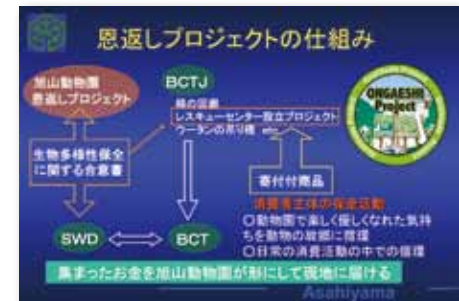 恩返しプロジェクトの仕組み
旭山動物園
恩返しプロジェクト
BCTJ
緑の回廊
レスキューセンター設立プロジェクト
ウータンの吊り橋 etc
ONGAESHI
Project
生物多様性保全
に関する合意書
寄付付商品
消費者主体の保全活動
○動物園で楽しく優しくなれた気持
ちを動物の故郷に循環
○日常の消費活動の中での循環
SWD
BCT
集まったお金を旭山動物園が形にして現地に届ける
Asahiyama